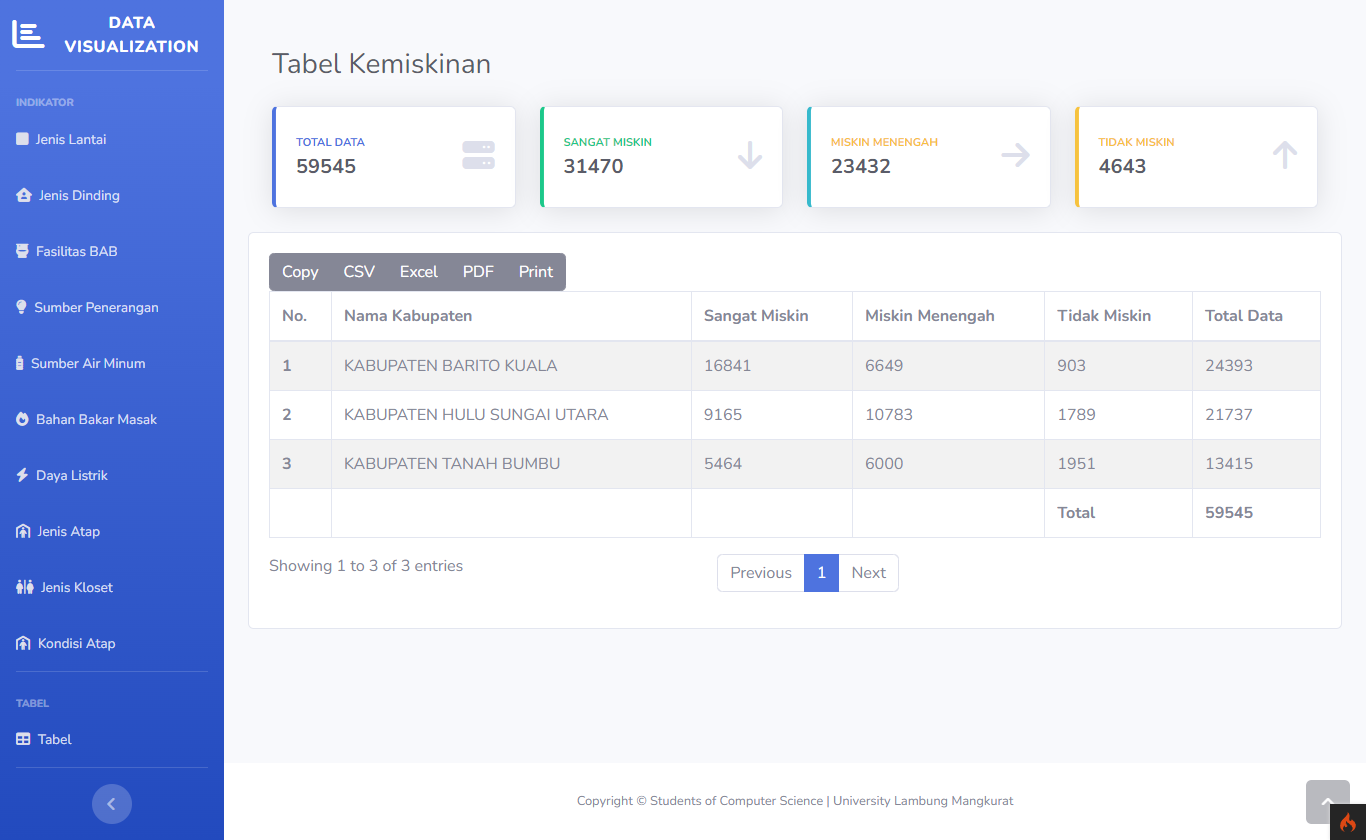 DATA
VISUALIZATION
INDIKATOR
Jenis Lantai
Jenis Dinding
Fasilitas BAB
Sumber Penerangan
Sumber Air Minum
Bahan Bakar Masak
Daya Listrik
Jenis Atap
Jenis Kloset
Kondisi Atap
TABEL
Tabel
Tabel Kemiskinan
TOTAL DATA
59545
SANGAT MISKIN
31470
MISKIN MENENGAH
23432
TIDAK MISKIN
4643
Copy CSV Excel PDF Print
No. Nama Kabupaten Sangat Miskin Miskin Menengah Tidak Miskin Total Data
1 KABUPATEN BARITO KUALA 16841 6649 903 24393
2 KABUPATEN HULU SUNGAI UTARA 9165 10783 1789 21737
3 KABUPATEN TANAH BUMBU 5464 6000 1951 13415
Total 59545
Showing 1 to 3 of 3 entries
Previous 1 Next
Copyright © Students of Computer Science | University Lambung Mangkurat